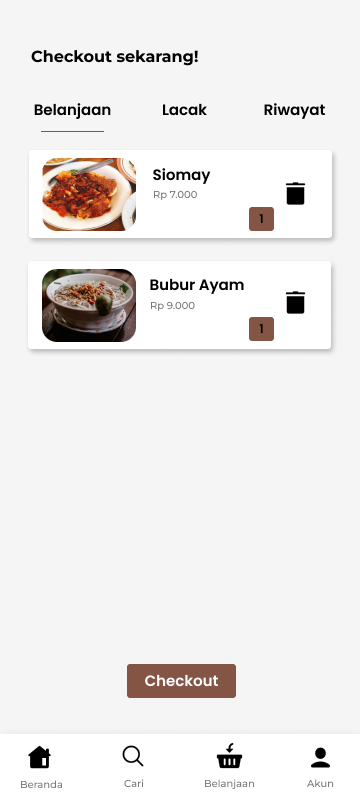 Checkout sekarang!
Belanjaan Lacak Riwayat
Siomay
Rp 7.000
1
Bubur Ayam
Rp 9.000
1
Checkout
Beranda Cari Belanjaan Akun